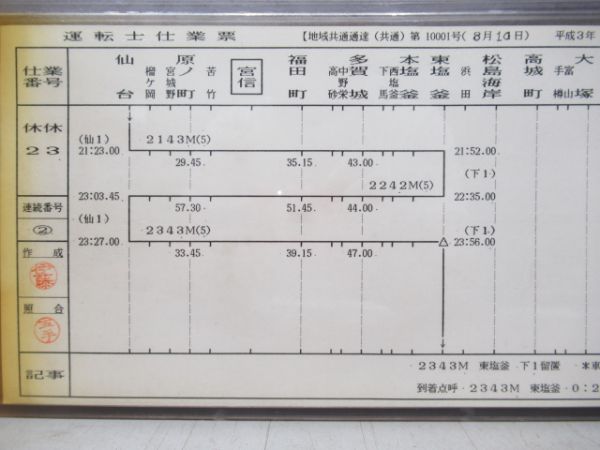 運転士仕業票 【地域共通通達(共通)第10001号(8月10日) 平成3年
仕業番号 仙台 榴ケ岡 宮城野 原ノ町 苦竹 宮信 福田町 高砂 中野栄 多賀城 下馬 西塩釜 本塩釜 東塩釜 浜田 松島海岸 高城町 手樽 富山 大塚
休休 (仙1) 2143M(5)
23 21:23.00 21:52.00
29.45 35.15 43.00 (下1)
2242M(5)
23:03.45 22:35.00
連続番号 (仙1) 57.30 51.45 44.00 (下1)
② 2343M(5)
23:27.00 △ 23:56.00
作成 33.45 39.15 47.00
伊藤
照合
記事 ・2343M 東塩釜 下1留置 *車
到着点呼・2343M 東塩釜・0:2